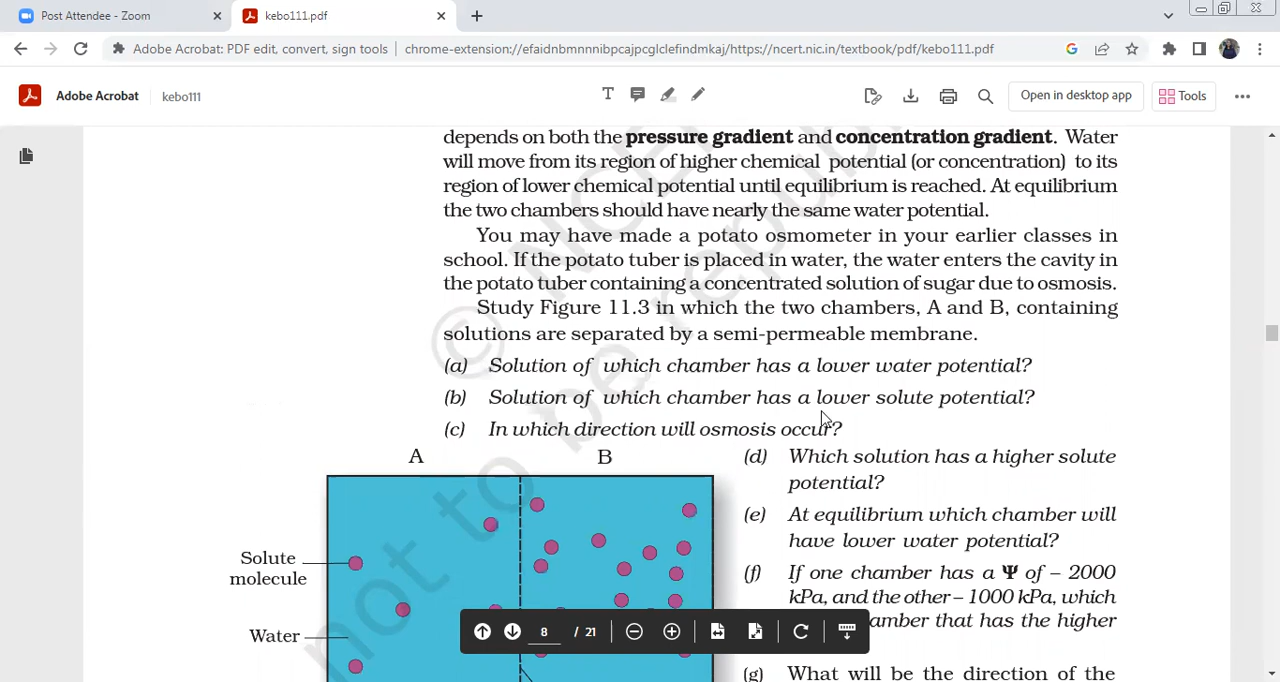 Post Attendee - Zoom
kebo111.pdf
Adobe Acrobat: PDF edit, convert, sign tools | chrome-extension://efaidnbmnnnibpcajpcglclefindmkaj/https://ncert.nic.in/textbook/pdf/kebo111.pdf
Adobe Acrobat
kebo111
Open in desktop app
Tools
depends on both the pressure gradient and concentration gradient. Water
will move from its region of higher chemical potential (or concentration) to its
region of lower chemical potential until equilibrium is reached. At equilibrium
the two chambers should have nearly the same water potential.
You may have made a potato osmometer in your earlier classes in
school. If the potato tuber is placed in water, the water enters the cavity in
the potato tuber containing a concentrated solution of sugar due to osmosis.
Study Figure 11.3 in which the two chambers, A and B, containing
solutions are separated by a semi-permeable membrane.
(a) Solution of which chamber has a lower water potential?
(b) Solution of which chamber has a lower solute potential?
(c) In which direction will osmosis occur?
A B
(d) Which solution has a higher solute
potential?
(e) At equilibrium which chamber will
have lower water potential?
(f) If one chamber has a Ψ of – 2000
kPa, and the other – 1000 kPa, which
amber that has the higher
(g) What will be the direction of the
Solute
molecule
Water
8 / 21
© NCERT
not to be republi